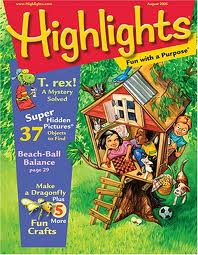 www.Highlights.com
August 2005
Highlights
Fun with a Purpose
T. rex!
A Mystery
Solved
Super
Hidden
Pictures®
37 Objects
to Find
Beach-Ball
Balance
page 29
Make
a Dragonfly
Plus
5
Fun More
Crafts